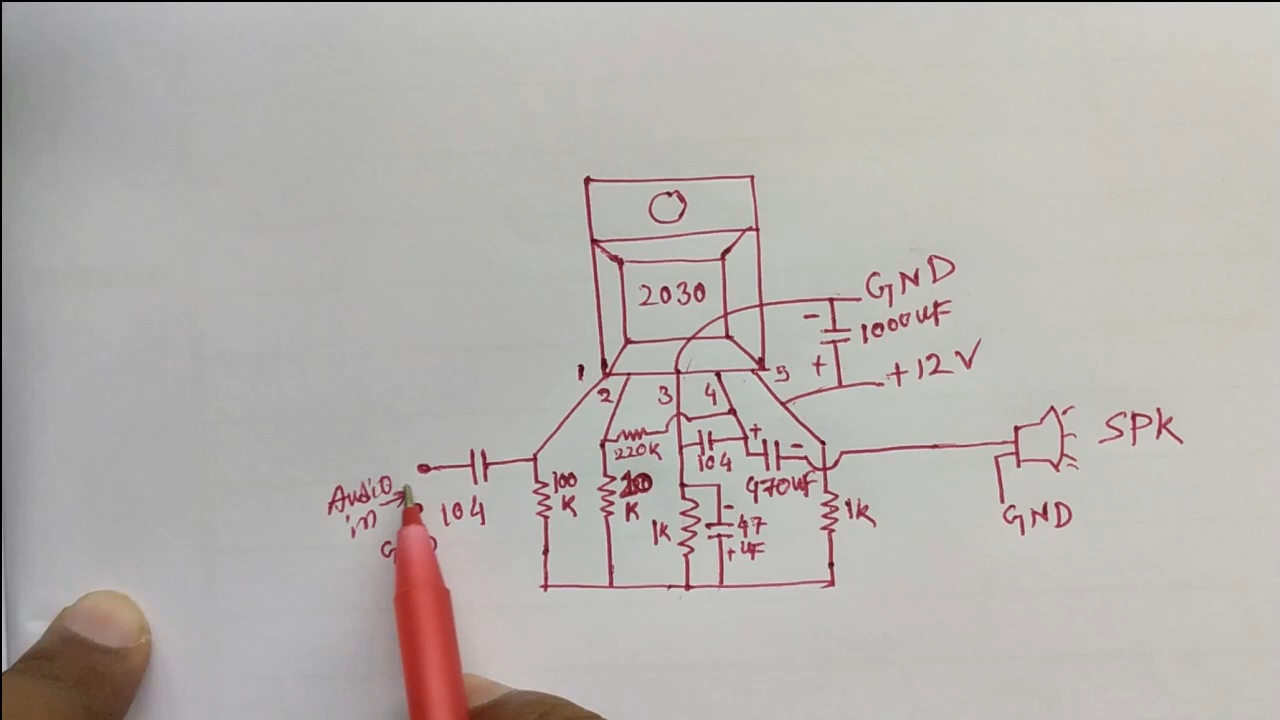 2030
GND
- 1000uF
+ +12V
1 2 3 4 5
220K
104
+ -
470uF
SPK
GND
Audio
in
104
100
K
K
1K
-
47
+ uF
1K